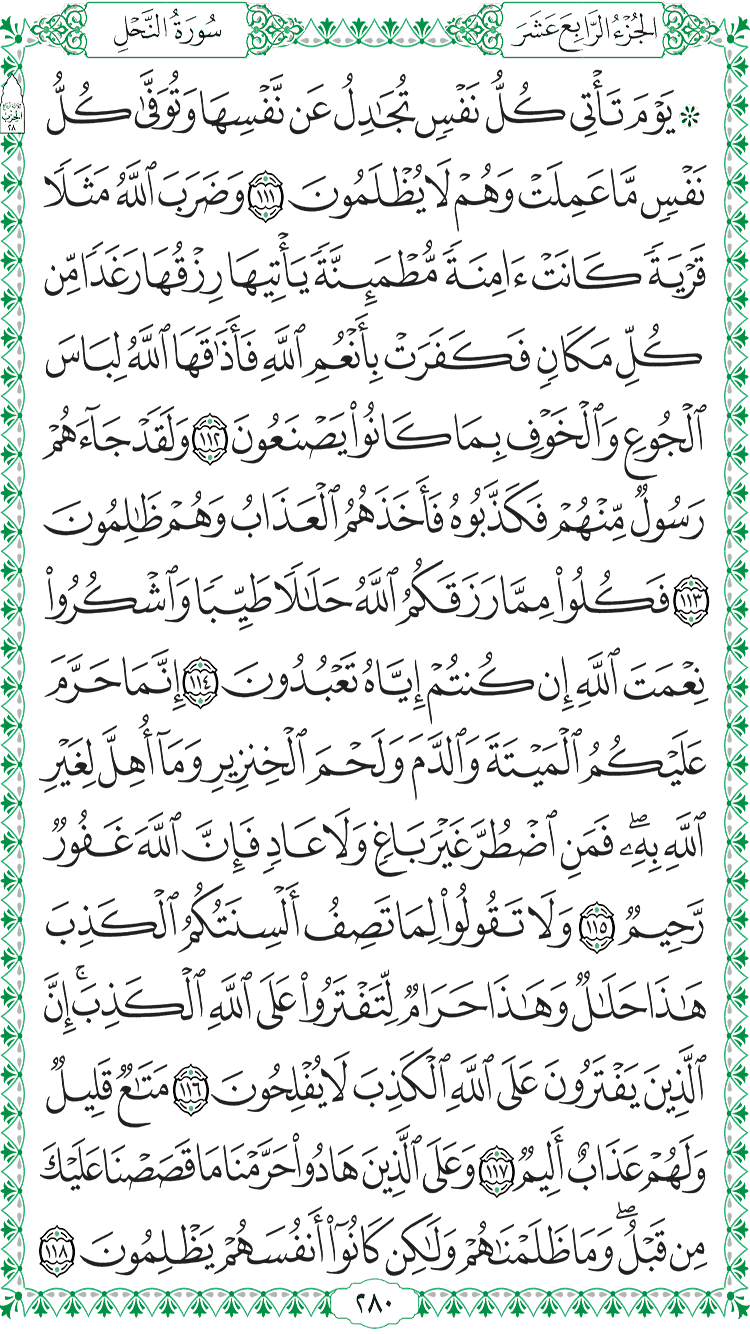 الجُزْءُ الرَّابِعَ عَشَرَ
سُورَةُ النَّحْلِ
۞ يَوْمَ تَأْتِى كُلُّ نَفْسٍ تُجَٰدِلُ عَن نَّفْسِهَا وَتُوَفَّىٰ كُلُّ
نَفْسٍ مَّا عَمِلَتْ وَهُمْ لَا يُظْلَمُونَ ١١١ وَضَرَبَ ٱللَّهُ مَثَلًا
قَرْيَةً كَانَتْ ءَامِنَةً مُّطْمَئِنَّةً يَأْتِيهَا رِزْقُهَا رَغَدًا مِّن
كُلِّ مَكَانٍ فَكَفَرَتْ بِأَنْعُمِ ٱللَّهِ فَأَذَٰقَهَا ٱللَّهُ لِبَاسَ
ٱلْجُوعِ وَٱلْخَوْفِ بِمَا كَانُوا۟ يَصْنَعُونَ ١١٢ وَلَقَدْ جَآءَهُمْ
رَسُولٌ مِّنْهُمْ فَكَذَّبُوهُ فَأَخَذَهُمُ ٱلْعَذَابُ وَهُمْ ظَٰلِمُونَ
١١٣ فَكُلُوا۟ مِمَّا رَزَقَكُمُ ٱللَّهُ حَلَٰلًا طَيِّبًا وَٱشْكُرُوا۟
نِعْمَتَ ٱللَّهِ إِن كُنتُمْ إِيَّاهُ تَعْبُدُونَ ١١٤ إِنَّمَا حَرَّمَ
عَلَيْكُمُ ٱلْمَيْتَةَ وَٱلدَّمَ وَلَحْمَ ٱلْخِنزِيرِ وَمَآ أُهِلَّ لِغَيْرِ
ٱللَّهِ بِهِۦۖ فَمَنِ ٱضْطُرَّ غَيْرَ بَاغٍ وَلَا عَادٍ فَإِنَّ ٱللَّهَ غَفُورٌ
رَّحِيمٌ ١١٥ وَلَا تَقُولُوا۟ لِمَا تَصِفُ أَلْسِنَتُكُمُ ٱلْكَذِبَ
هَٰذَا حَلَٰلٌ وَهَٰذَا حَرَامٌ لِّتَفْتَرُوا۟ عَلَى ٱللَّهِ ٱلْكَذِبَۚ إِنَّ
ٱلَّذِينَ يَفْتَرُونَ عَلَى ٱللَّهِ ٱلْكَذِبَ لَا يُفْلِحُونَ ١١٦ مَتَٰعٌ قَلِيلٌ
وَلَهُمْ عَذَابٌ أَلِيمٌ ١١٧ وَعَلَى ٱلَّذِينَ هَادُوا۟ حَرَّمْنَا مَا قَصَصْنَا عَلَيْكَ
مِن قَبْلُۖ وَمَا ظَلَمْنَٰهُمْ وَلَٰكِن كَانُوٓا۟ أَنفُسَهُمْ يَظْلِمُونَ ١١٨
٢٨٠